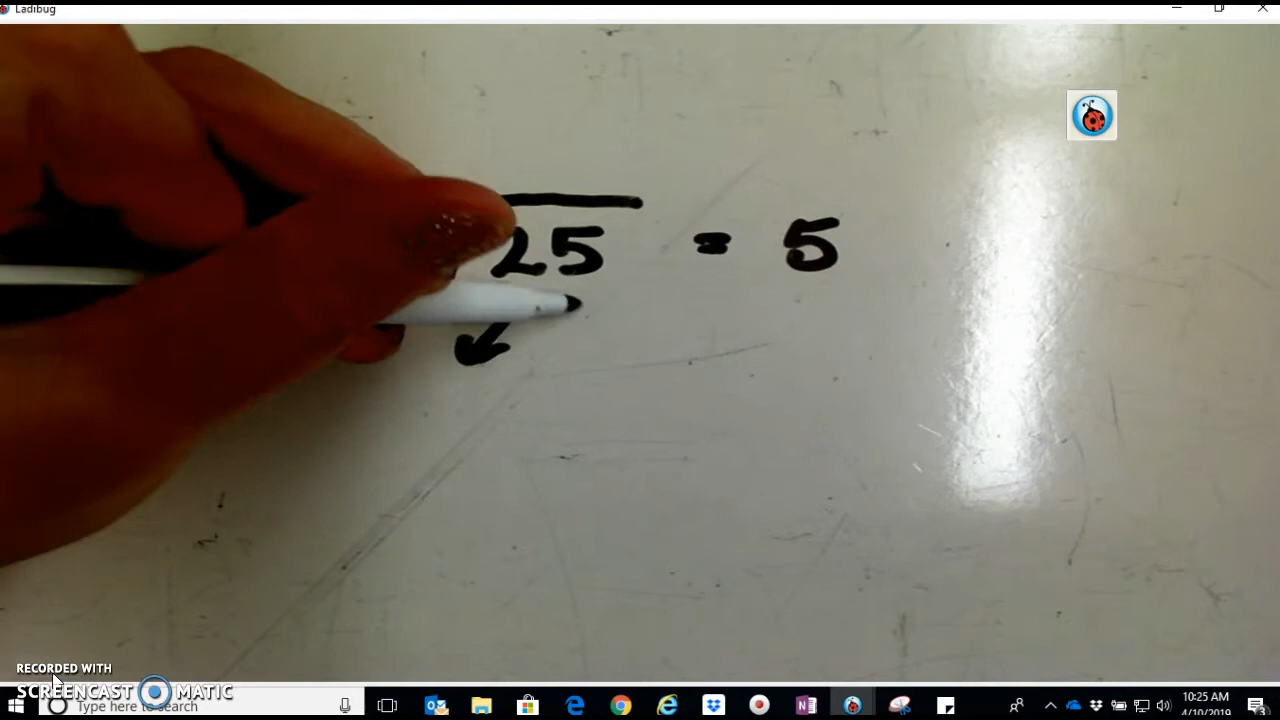 Ladibug
25 = 5
RECORDED WITH
SCREENCAST MATIC
Type here to search
10:25 AM
4/10/2019